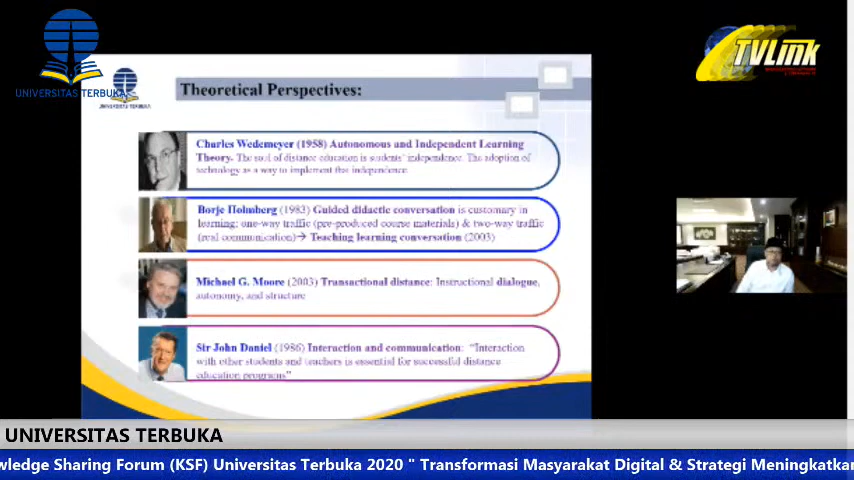 UNIVERSITAS TERBUKA
TVLink
Theoretical Perspectives:
Charles Wedemeyer (1958) Autonomous and Independent Learning
Theory. The soul of distance education is students' independence. The adoption of
technology as a way to implement that independence.
Borje Holmberg (1983) Guided didactic conversation is customary in
learning: one-way traffic (pre-produced course materials) & two-way traffic
(real communication)→ Teaching learning conversation (2003)
Michael G. Moore (2003) Transactional distance: Instructional dialogue,
autonomy, and structure
Sir John Daniel (1986) Interaction and communication: "Interaction
with other students and teachers is essential for successful distance
education programs"
UNIVERSITAS TERBUKA
wledge Sharing Forum (KSF) Universitas Terbuka 2020 " Transformasi Masyarakat Digital & Strategi Meningkatkan